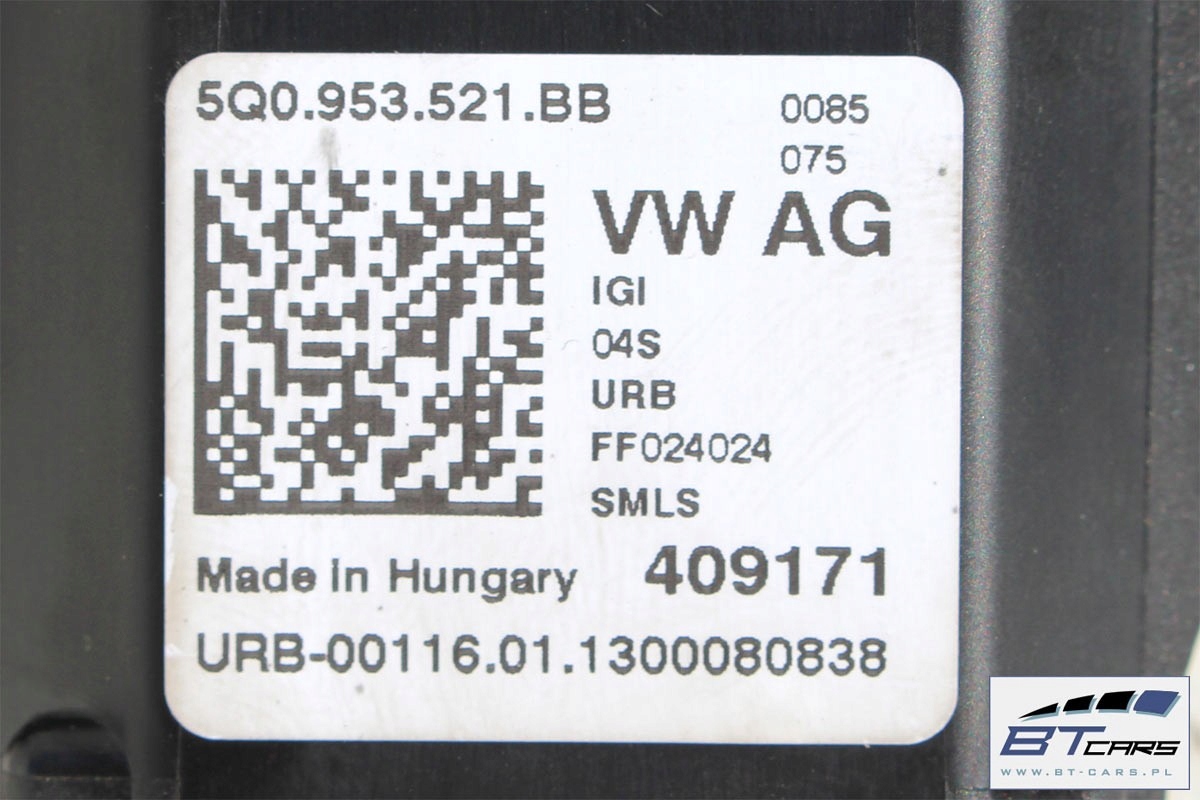 5Q0.953.521.BB
0085
075
VW AG
IGI
04S
URB
FF024024
SMLS
Made in Hungary 409171
URB-00116.01.1300080838
BT CARS
WWW.BT-CARS.PL